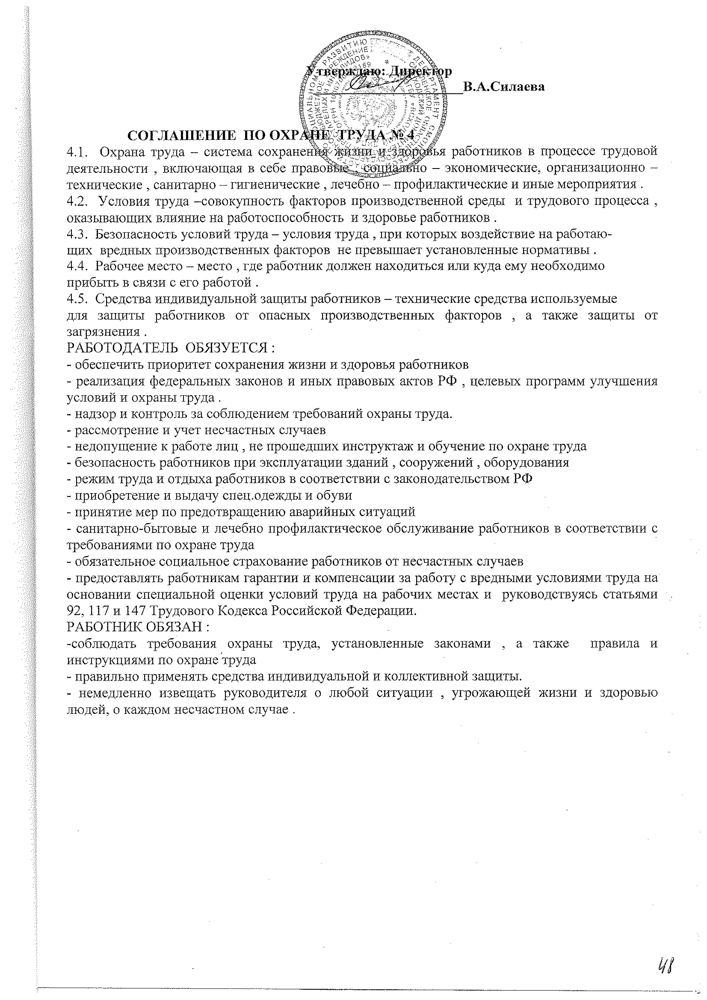 Утверждаю: Директор
В.А.Силаева
СОГЛАШЕНИЕ ПО ОХРАНЕ ТРУДА № 4
4.1. Охрана труда – система сохранения жизни и здоровья работников в процессе трудовой
деятельности , включающая в себе правовые , социально – экономические, организационно –
технические , санитарно – гигиенические , лечебно – профилактические и иные мероприятия .
4.2. Условия труда –совокупность факторов производственной среды и трудового процесса ,
оказывающих влияние на работоспособность и здоровье работников .
4.3. Безопасность условий труда – условия труда , при которых воздействие на работаю-
щих вредных производственных факторов не превышает установленные нормативы .
4.4. Рабочее место – место , где работник должен находиться или куда ему необходимо
прибыть в связи с его работой .
4.5. Средства индивидуальной защиты работников – технические средства используемые
для защиты работников от опасных производственных факторов , а также защиты от
загрязнения .
РАБОТОДАТЕЛЬ ОБЯЗУЕТСЯ :
- обеспечить приоритет сохранения жизни и здоровья работников
- реализация федеральных законов и иных правовых актов РФ , целевых программ улучшения
условий и охраны труда .
- надзор и контроль за соблюдением требований охраны труда.
- рассмотрение и учет несчастных случаев
- недопущение к работе лиц , не прошедших инструктаж и обучение по охране труда
- безопасность работников при эксплуатации зданий , сооружений , оборудования
- режим труда и отдыха работников в соответствии с законодательством РФ
- приобретение и выдачу спец.одежды и обуви
- принятие мер по предотвращению аварийных ситуаций
- санитарно-бытовые и лечебно профилактическое обслуживание работников в соответствии с
требованиями по охране труда
- обязательное социальное страхование работников от несчастных случаев
- предоставлять работникам гарантии и компенсации за работу с вредными условиями труда на
основании специальной оценки условий труда на рабочих местах и руководствуясь статьями
92, 117 и 147 Трудового Кодекса Российской Федерации.
РАБОТНИК ОБЯЗАН :
-соблюдать требования охраны труда, установленные законами , а также правила и
инструкциями по охране труда
- правильно применять средства индивидуальной и коллективной защиты.
- немедленно извещать руководителя о любой ситуации , угрожающей жизни и здоровью
людей, о каждом несчастном случае .
48